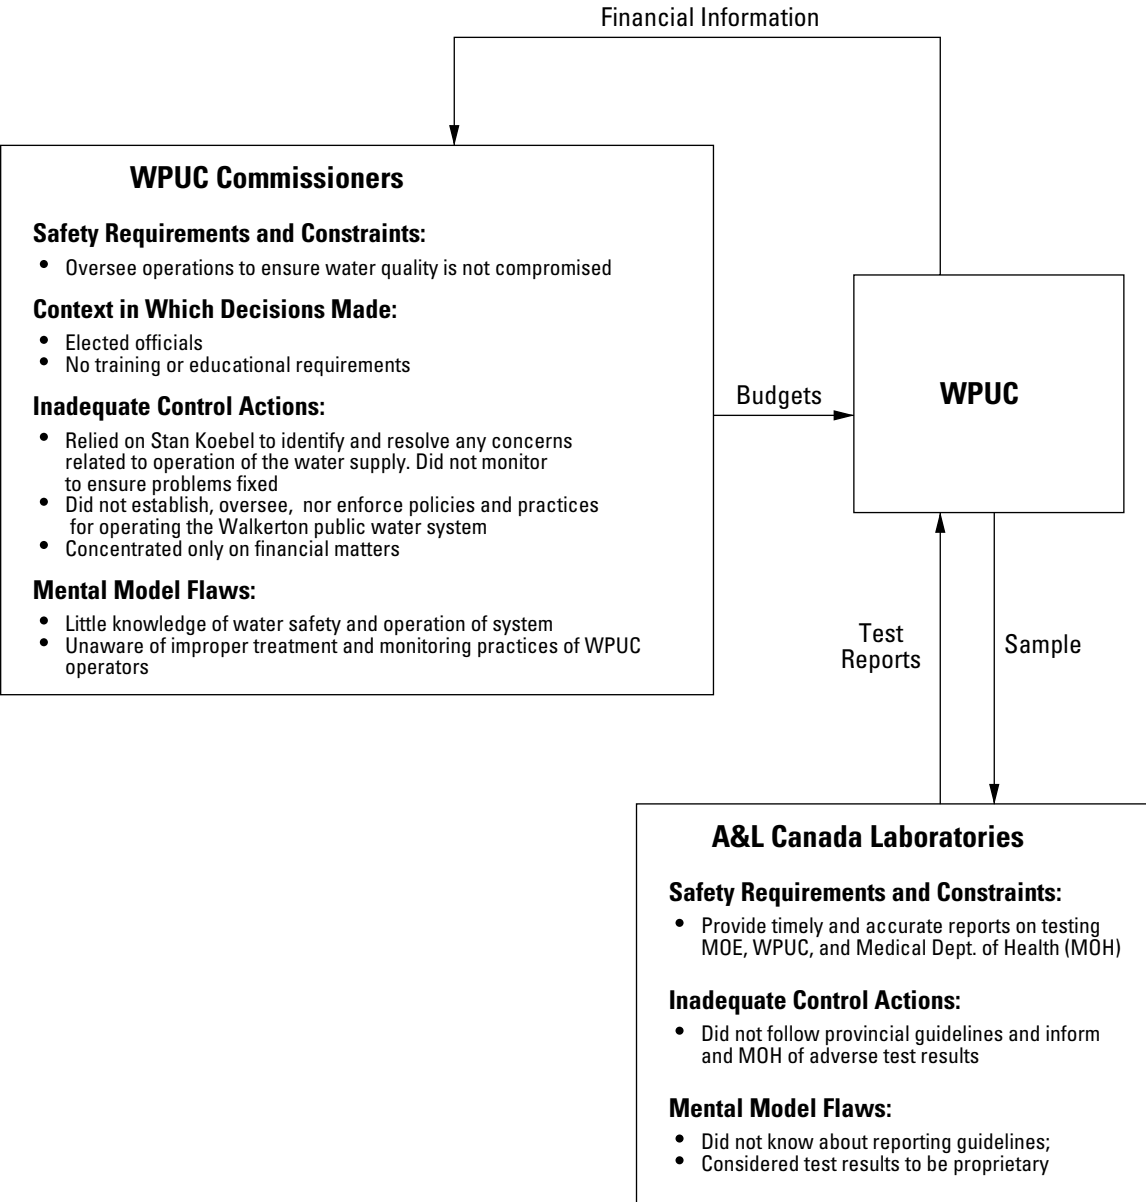 Financial Information
WPUC Commissioners
Safety Requirements and Constraints:
• Oversee operations to ensure water quality is not compromised
Context in Which Decisions Made:
• Elected officials
• No training or educational requirements
Inadequate Control Actions:
• Relied on Stan Koebel to identify and resolve any concerns
related to operation of the water supply. Did not monitor
to ensure problems fixed
• Did not establish, oversee, nor enforce policies and practices
for operating the Walkerton public water system
• Concentrated only on financial matters
Mental Model Flaws:
• Little knowledge of water safety and operation of system
• Unaware of improper treatment and monitoring practices of WPUC
operators
Budgets
WPUC
Test
Reports
Sample
A&L Canada Laboratories
Safety Requirements and Constraints:
• Provide timely and accurate reports on testing
MOE, WPUC, and Medical Dept. of Health (MOH)
Inadequate Control Actions:
• Did not follow provincial guidelines and inform
and MOH of adverse test results
Mental Model Flaws:
• Did not know about reporting guidelines;
• Considered test results to be proprietary